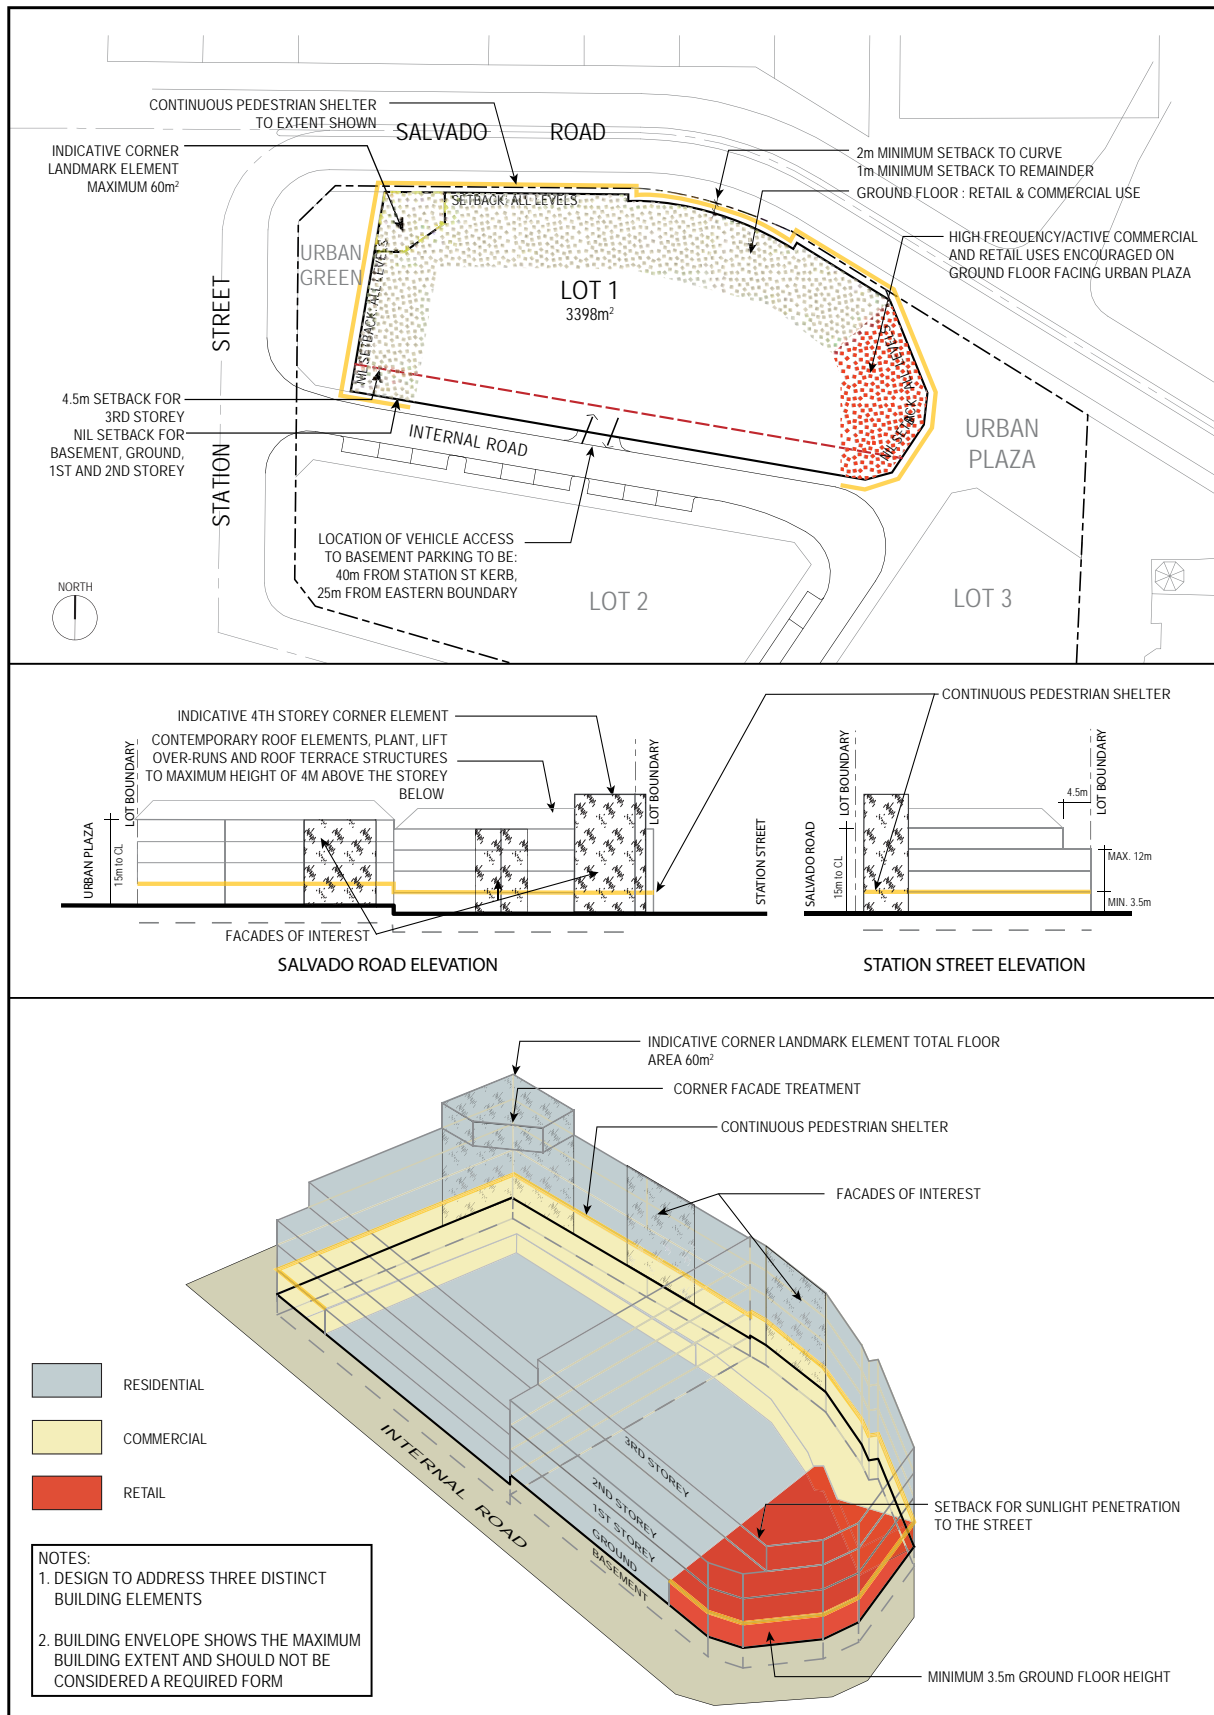 CONTINUOUS PEDESTRIAN SHELTER
TO EXTENT SHOWN
SALVADO ROAD
INDICATIVE CORNER
LANDMARK ELEMENT
MAXIMUM 60m²
2m MINIMUM SETBACK TO CURVE
1m MINIMUM SETBACK TO REMAINDER
GROUND FLOOR : RETAIL & COMMERCIAL USE
SETBACK: ALL LEVELS
HIGH FREQUENCY/ACTIVE COMMERCIAL
AND RETAIL USES ENCOURAGED ON
GROUND FLOOR FACING URBAN PLAZA
URBAN
GREEN
LOT 1
3398m²
NIL SETBACK: ALL LEVELS
NIL SETBACK: ALL LEVELS
STATION STREET
4.5m SETBACK FOR
3RD STOREY
NIL SETBACK FOR
BASEMENT, GROUND,
1ST AND 2ND STOREY
INTERNAL ROAD
URBAN
PLAZA
LOCATION OF VEHICLE ACCESS
TO BASEMENT PARKING TO BE:
40m FROM STATION ST KERB,
25m FROM EASTERN BOUNDARY
NORTH
LOT 2
LOT 3
CONTINUOUS PEDESTRIAN SHELTER
INDICATIVE 4TH STOREY CORNER ELEMENT
CONTEMPORARY ROOF ELEMENTS, PLANT, LIFT
OVER-RUNS AND ROOF TERRACE STRUCTURES
TO MAXIMUM HEIGHT OF 4M ABOVE THE STOREY
BELOW
URBAN PLAZA
15m to CL
LOT BOUNDARY
LOT BOUNDARY
STATION STREET
SALVADO ROAD
15m to CL
LOT BOUNDARY
4.5m
LOT BOUNDARY
MAX. 12m
MIN. 3.5m
FACADES OF INTEREST
SALVADO ROAD ELEVATION
STATION STREET ELEVATION
INDICATIVE CORNER LANDMARK ELEMENT TOTAL FLOOR
AREA 60m²
CORNER FACADE TREATMENT
CONTINUOUS PEDESTRIAN SHELTER
FACADES OF INTEREST
RESIDENTIAL
COMMERCIAL
RETAIL
INTERNAL ROAD
3RD STOREY
2ND STOREY
1ST STOREY
GROUND
BASEMENT
SETBACK FOR SUNLIGHT PENETRATION
TO THE STREET
MINIMUM 3.5m GROUND FLOOR HEIGHT
NOTES:
1. DESIGN TO ADDRESS THREE DISTINCT
BUILDING ELEMENTS
2. BUILDING ENVELOPE SHOWS THE MAXIMUM
BUILDING EXTENT AND SHOULD NOT BE
CONSIDERED A REQUIRED FORM